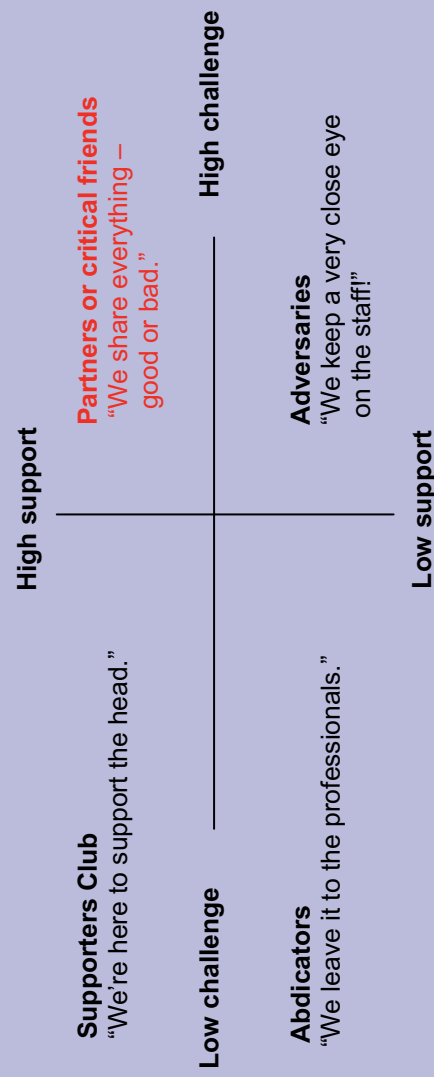 High support
Supporters Club
“We’re here to support the head.”
Partners or critical friends
“We share everything –
good or bad.”
Low challenge
High challenge
Abdicators
“We leave it to the professionals.”
Adversaries
“We keep a very close eye
on the staff!”
Low support